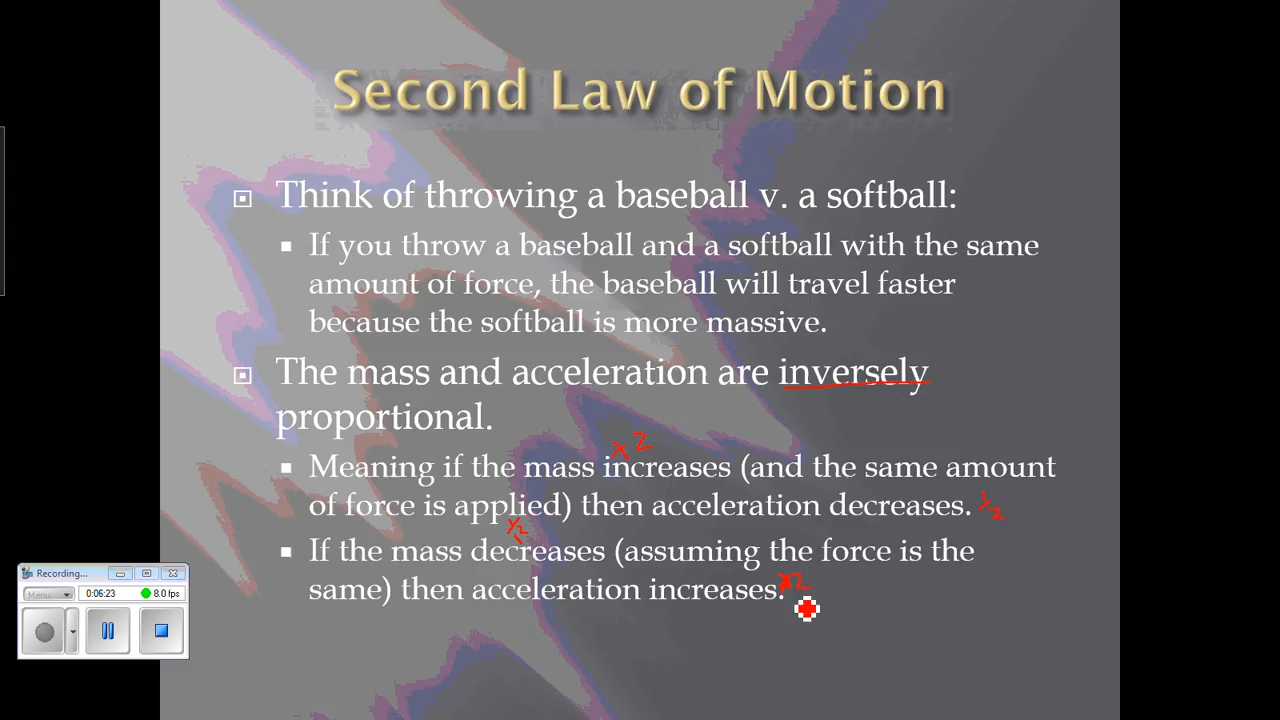 Second Law of Motion
Think of throwing a baseball v. a softball:
If you throw a baseball and a softball with the same
amount of force, the baseball will travel faster
because the softball is more massive.
The mass and acceleration are inversely
proportional.
x 2
Meaning if the mass increases (and the same amount
of force is applied) then acceleration decreases. 1/2
1/2
If the mass decreases (assuming the force is the
same) then acceleration increases. x2
Recording...
Menu 0:06:23 8.0 fps